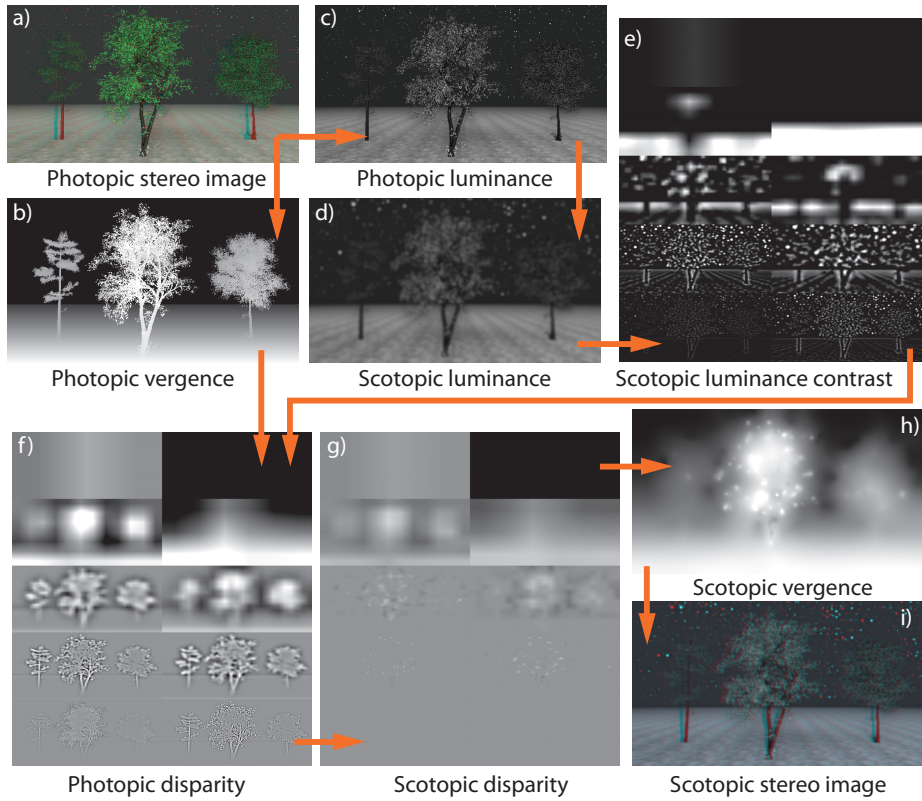 a)
c)
e)
Photopic stereo image
Photopic luminance
b)
d)
Photopic vergence
Scotopic luminance
Scotopic luminance contrast
f)
g)
h)
Scotopic vergence
i)
Photopic disparity
Scotopic disparity
Scotopic stereo image